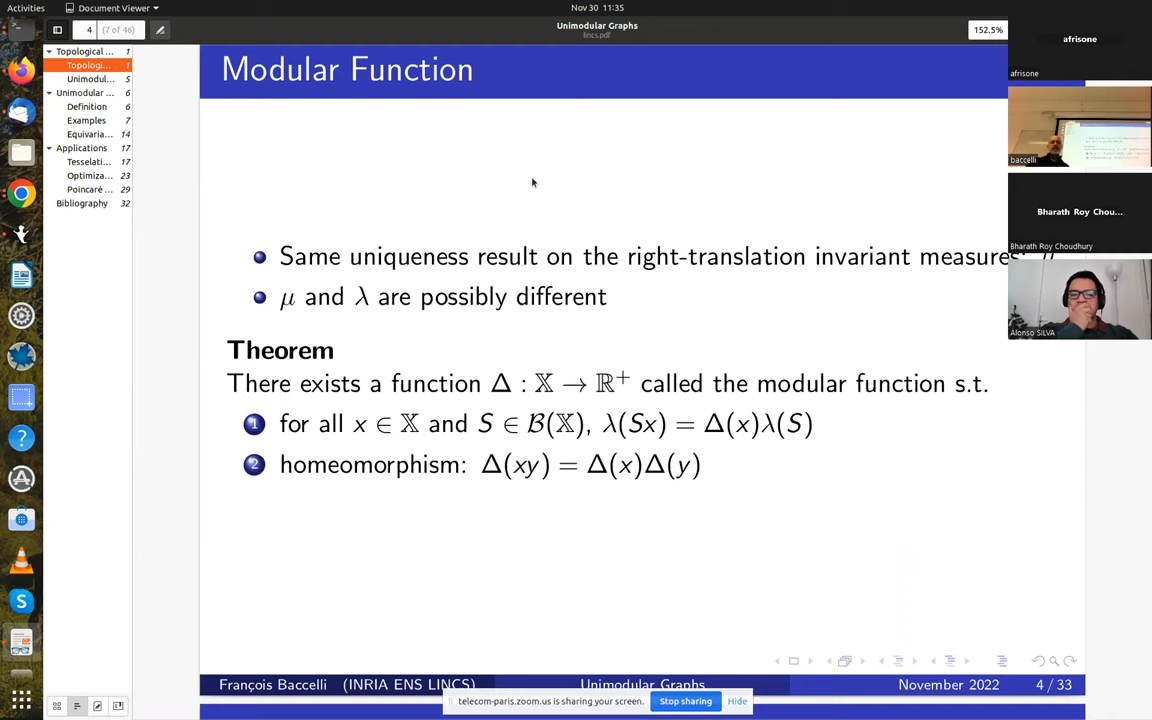 Activities Document Viewer Nov 30 11:35
4 (7 of 46) Unimodular Graphs 152.5%
lincs.pdf
Topological ... 1
Topologi... 1
Unimodul... 5
Unimodular ... 6
Definition 6
Examples 7
Equivaria... 14
Applications 17
Tesselati... 17
Optimiza... 23
Poincaré ... 29
Bibliography 32
Modular Function
Same uniqueness result on the right-translation invariant measures:
μ and λ are possibly different
Theorem
There exists a function Δ : 𝕏 → ℝ⁺ called the modular function s.t.
1 for all x ∈ 𝕏 and S ∈ ℬ(𝕏), λ(Sx) = Δ(x)λ(S)
2 homeomorphism: Δ(xy) = Δ(x)Δ(y)
François Baccelli (INRIA ENS LINCS) Unimodular Graphs November 2022 4 / 33
telecom-paris.zoom.us is sharing your screen. Stop sharing Hide
afrisone
afrisone
baccelli
Bharath Roy Chou...
Bharath Roy Choudhury
Alonso SILVA